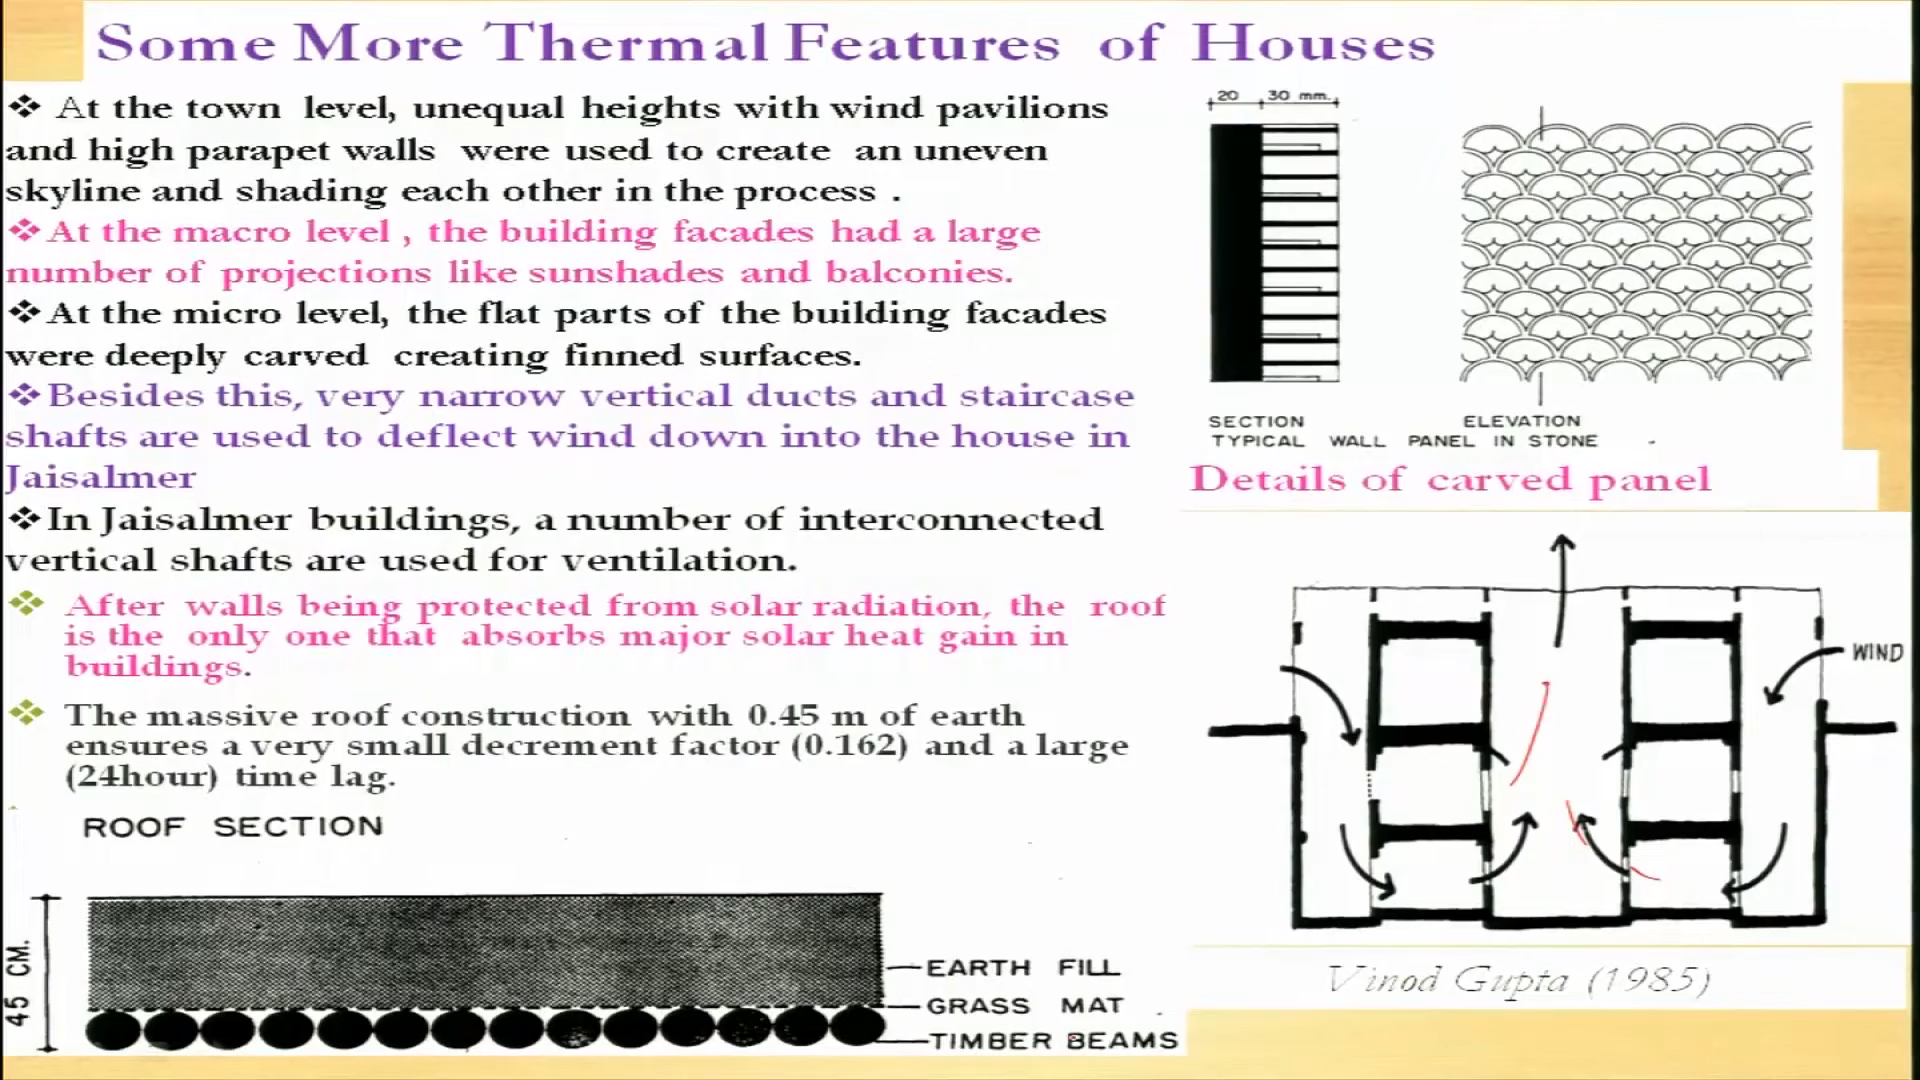 Some More Thermal Features of Houses
❖ At the town level, unequal heights with wind pavilions
and high parapet walls were used to create an uneven
skyline and shading each other in the process .
❖At the macro level , the building facades had a large
number of projections like sunshades and balconies.
❖At the micro level, the flat parts of the building facades
were deeply carved creating finned surfaces.
❖Besides this, very narrow vertical ducts and staircase
shafts are used to deflect wind down into the house in
Jaisalmer
❖In Jaisalmer buildings, a number of interconnected
vertical shafts are used for ventilation.
❖ After walls being protected from solar radiation, the roof
is the only one that absorbs major solar heat gain in
buildings.
❖ The massive roof construction with 0.45 m of earth
ensures a very small decrement factor (0.162) and a large
(24hour) time lag.
ROOF SECTION
45 CM.
EARTH FILL
GRASS MAT
TIMBER BEAMS
20 30 mm.
SECTION ELEVATION
TYPICAL WALL PANEL IN STONE
Details of carved panel
WIND
Vinod Gupta (1985)